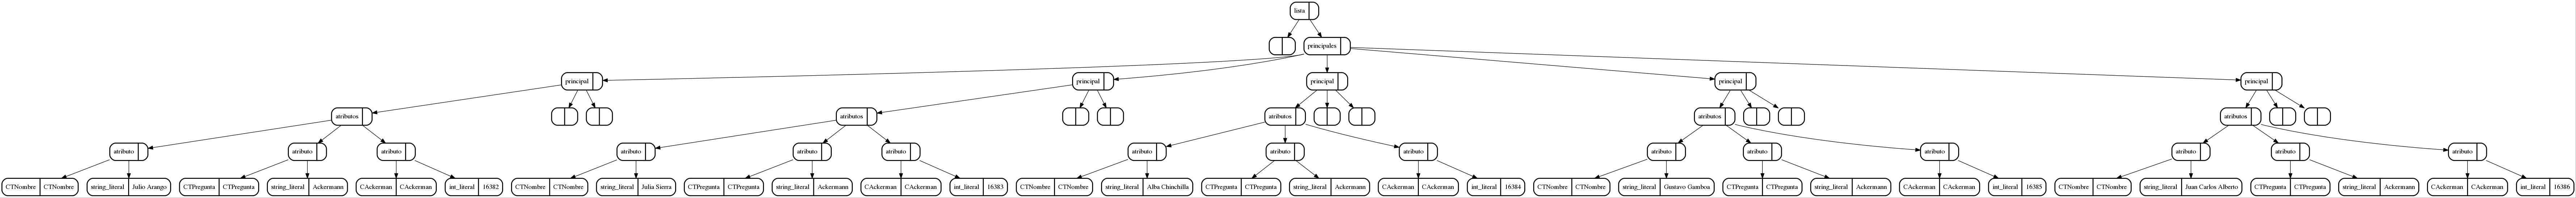 lista
principales
principal principal principal principal principal
atributos atributos atributos atributos atributos
atributo atributo atributo atributo atributo atributo atributo atributo atributo atributo atributo atributo atributo atributo atributo
CTNombre CTNombre string_literal Julio Arango CTPregunta CTPregunta string_literal Ackermann CAckerman CAckerman int_literal 16382 CTNombre CTNombre string_literal Julia Sierra CTPregunta CTPregunta string_literal Ackermann CAckerman CAckerman int_literal 16383 CTNombre CTNombre string_literal Alba Chinchilla CTPregunta CTPregunta string_literal Ackermann CAckerman CAckerman int_literal 16384 CTNombre CTNombre string_literal Gustavo Gamboa CTPregunta CTPregunta string_literal Ackermann CAckerman CAckerman int_literal 16385 CTNombre CTNombre string_literal Juan Carlos Alberto CTPregunta CTPregunta string_literal Ackermann CAckerman CAckerman int_literal 16386